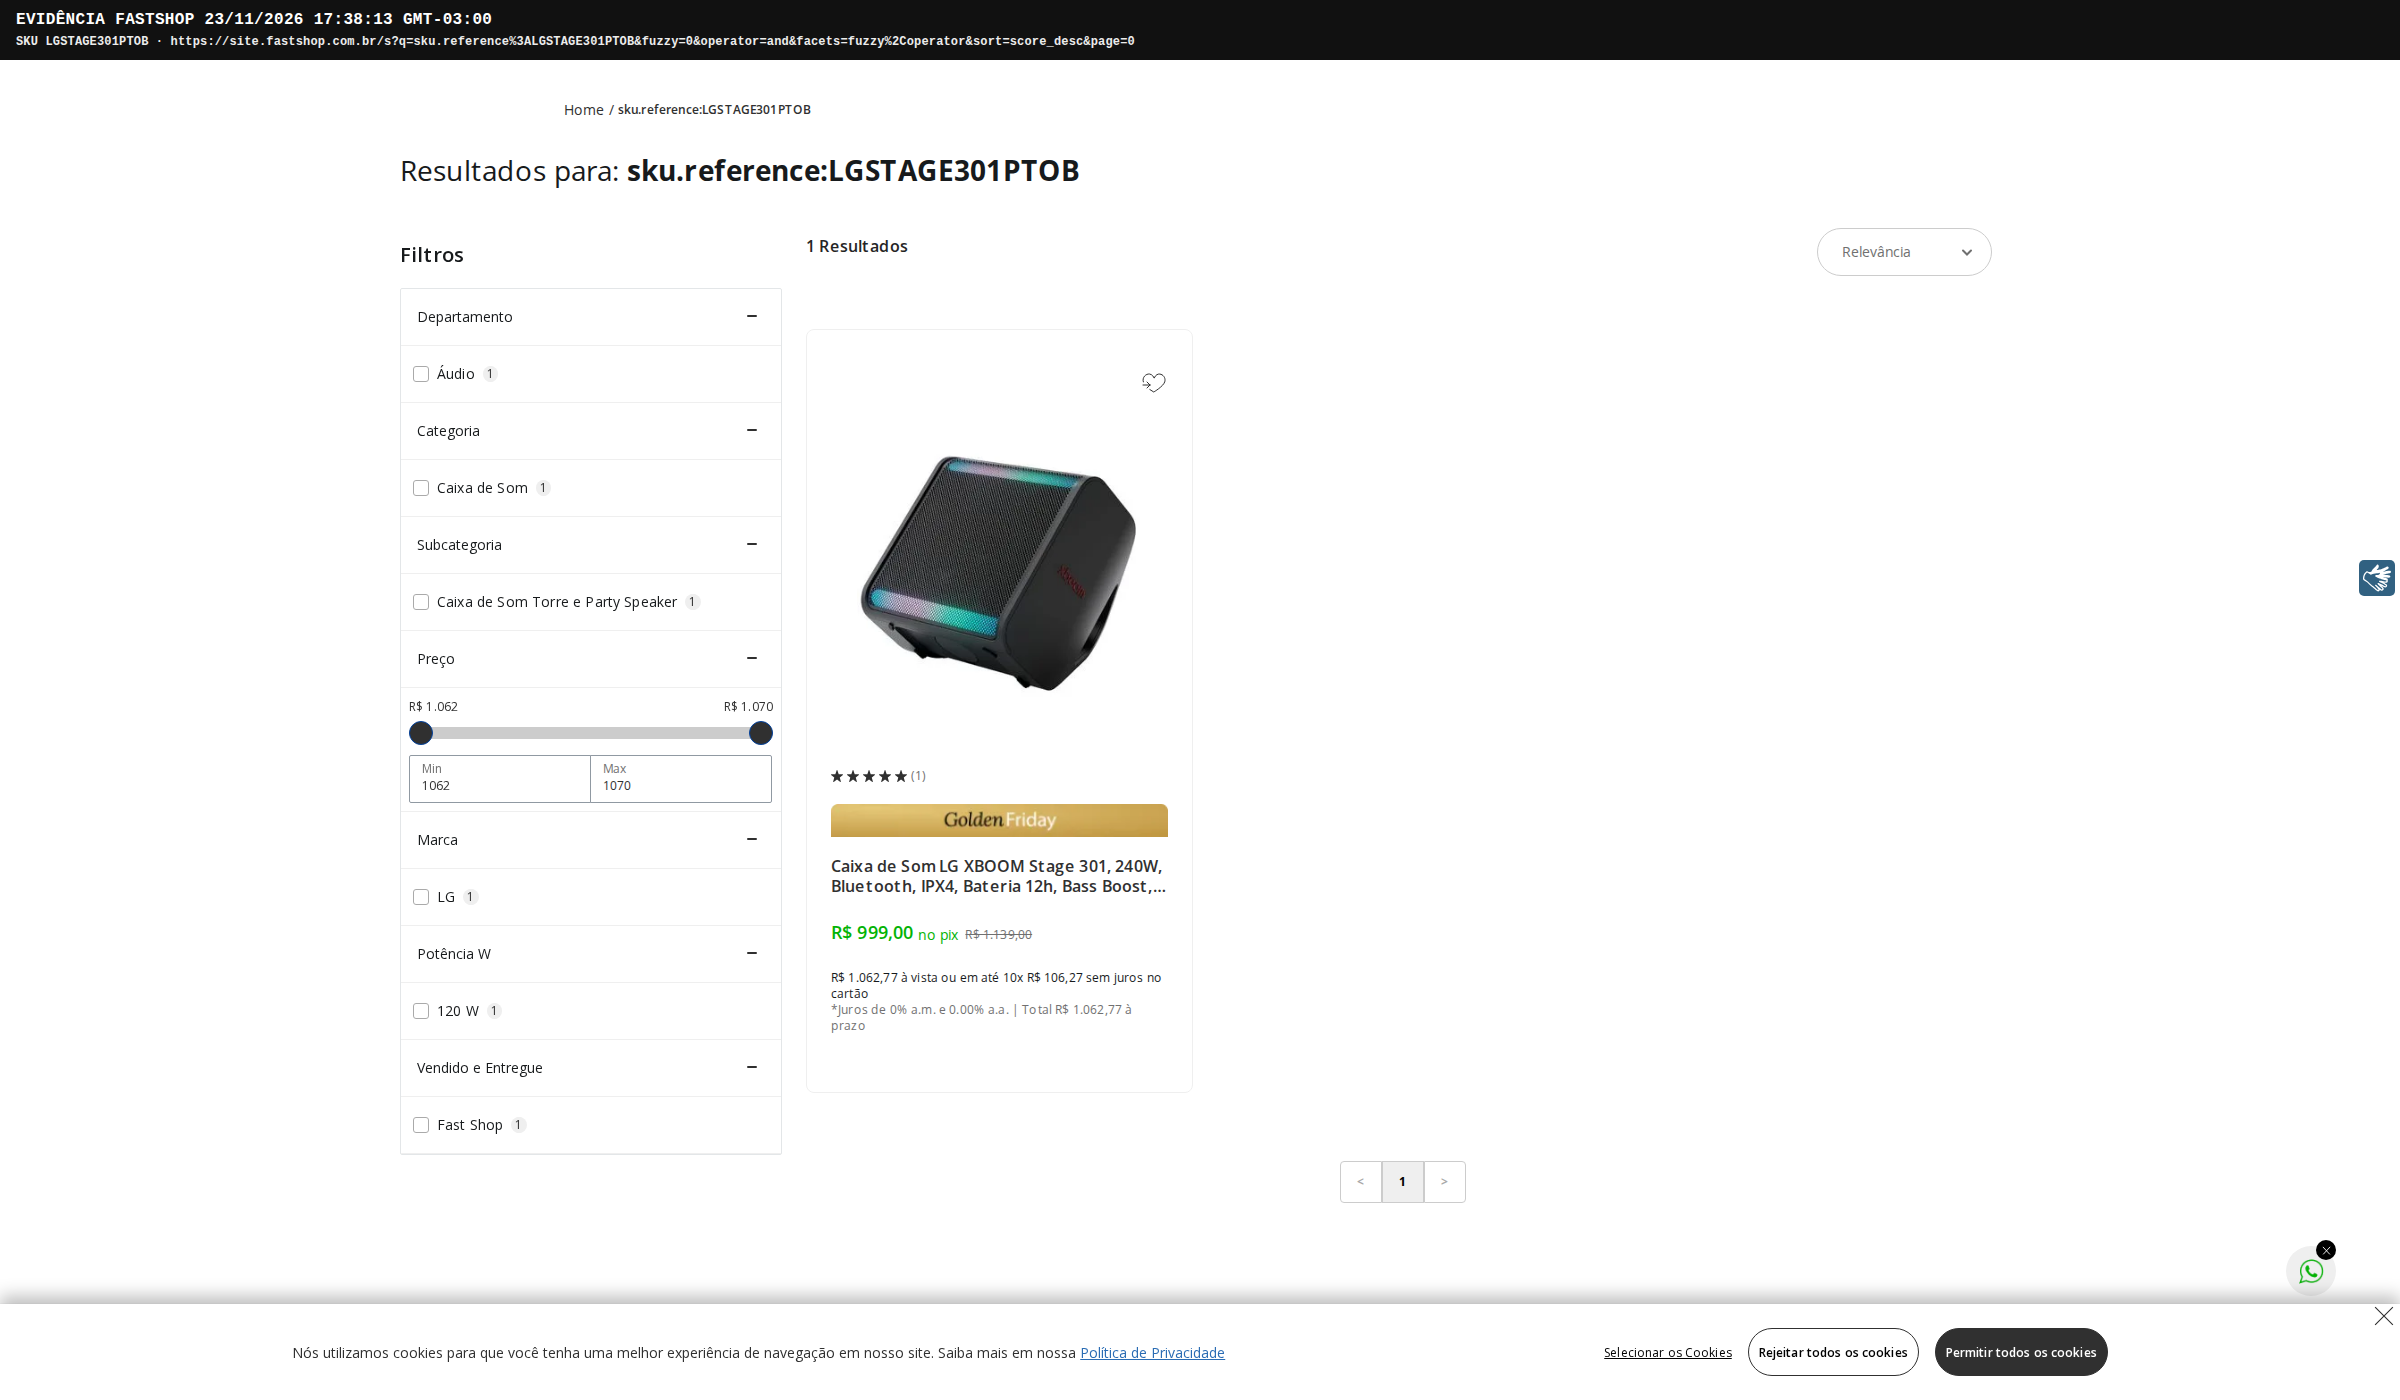 EVIDÊNCIA FASTSHOP 23/11/2026 17:38:13 GMT-03:00
SKU LGSTAGE301PTOB · https://site.fastshop.com.br/s?q=sku.reference%3ALGSTAGE301PTOB&fuzzy=0&operator=and&facets=fuzzy%2Coperator&sort=score_desc&page=0
Home / sku.reference:LGSTAGE301PTOB
Resultados para: sku.reference:LGSTAGE301PTOB
Filtros
1 Resultados
Relevância
Departamento
Áudio 1
Categoria
Caixa de Som 1
Subcategoria
Caixa de Som Torre e Party Speaker 1
Preço
R$ 1.062 R$ 1.070
Min Max
1062 1070
Marca
LG 1
Potência W
120 W 1
Vendido e Entregue
Fast Shop 1
xboom
(1)
Golden Friday
Caixa de Som LG XBOOM Stage 301, 240W,
Bluetooth, IPX4, Bateria 12h, Bass Boost,...
R$ 999,00 no pix R$ 1.139,00
R$ 1.062,77 à vista ou em até 10x R$ 106,27 sem juros no
cartão
*Juros de 0% a.m. e 0.00% a.a. | Total R$ 1.062,77 à
prazo
< 1 >
Nós utilizamos cookies para que você tenha uma melhor experiência de navegação em nosso site. Saiba mais em nossa Política de Privacidade
Selecionar os Cookies
Rejeitar todos os cookies
Permitir todos os cookies